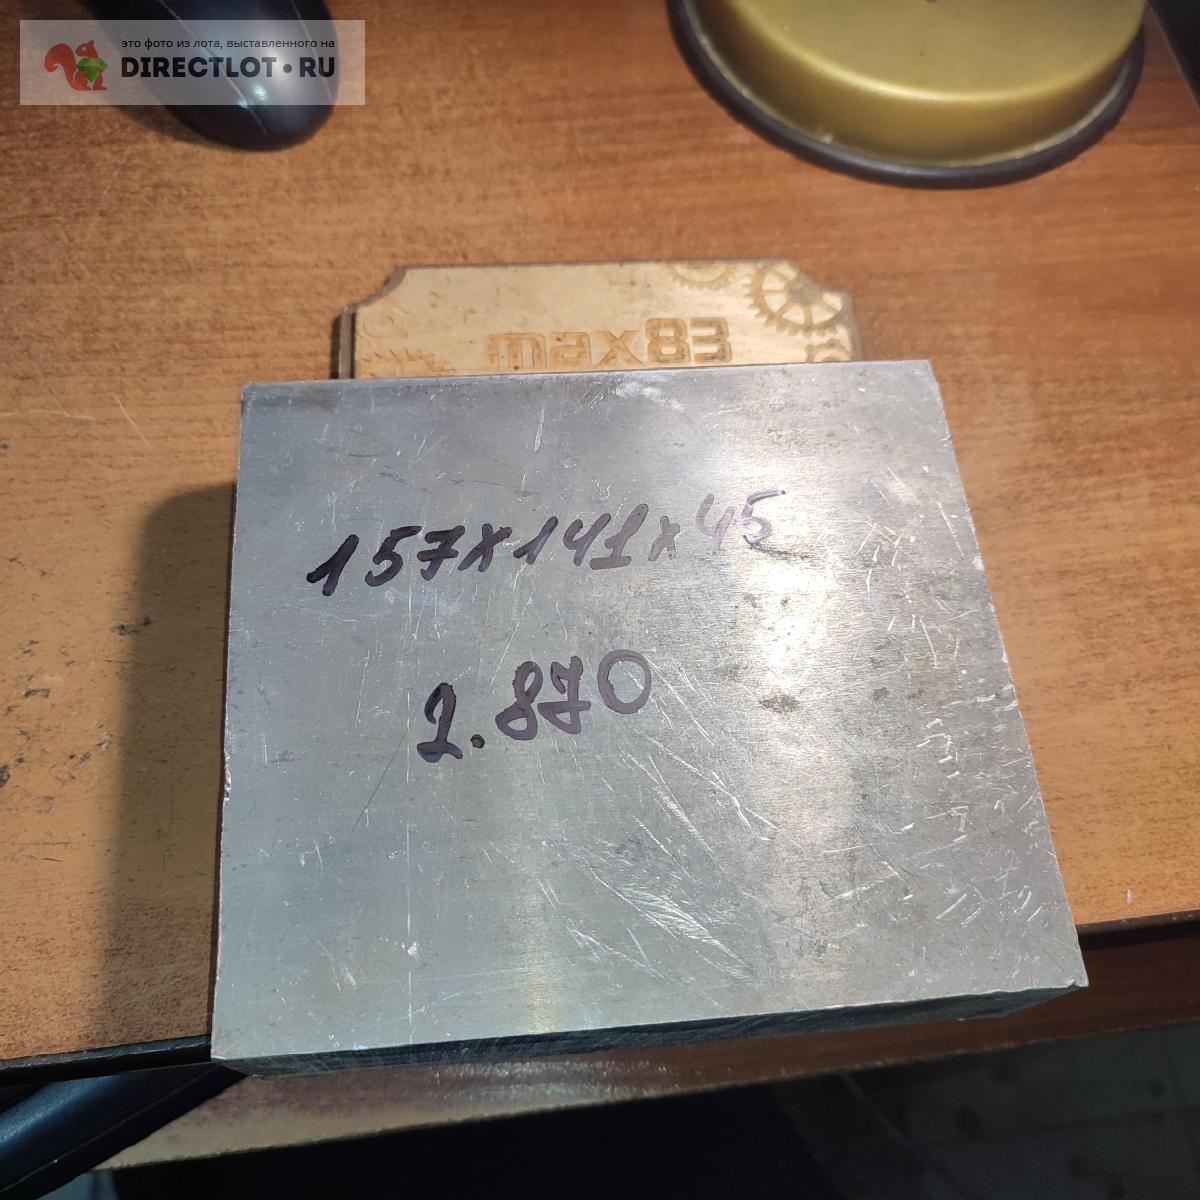 это фото из лота, выставленного на
DIRECTLOT.RU
max83
157x141x45
2.870